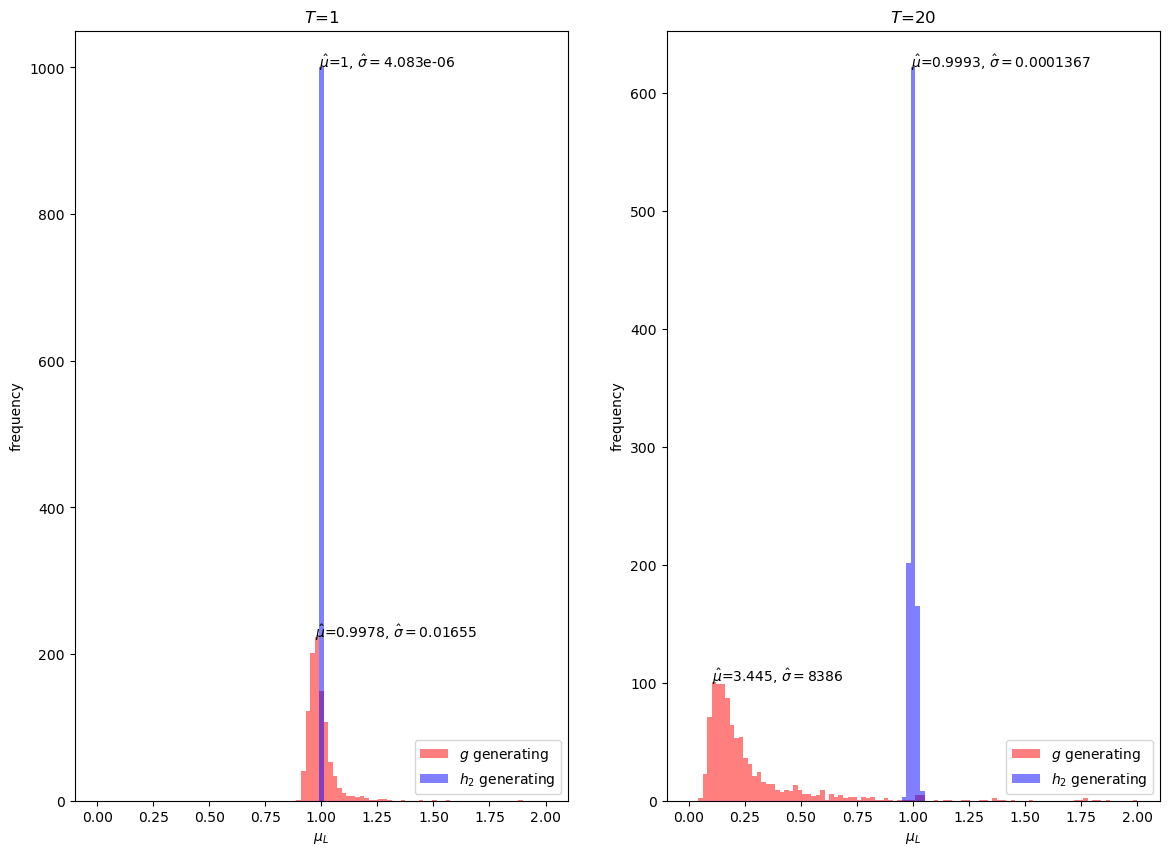 T=1
μ̂=1, σ̂ = 4.083e-06
μ̂=0.9978, σ̂ = 0.01655
1000
800
600
400
200
0
frequency
0.00 0.25 0.50 0.75 1.00 1.25 1.50 1.75 2.00
μ_L
g generating
h₂ generating
T=20
μ̂=0.9993, σ̂ = 0.0001367
μ̂=3.445, σ̂ = 8386
600
500
400
300
200
100
0
frequency
0.00 0.25 0.50 0.75 1.00 1.25 1.50 1.75 2.00
μ_L
g generating
h₂ generating